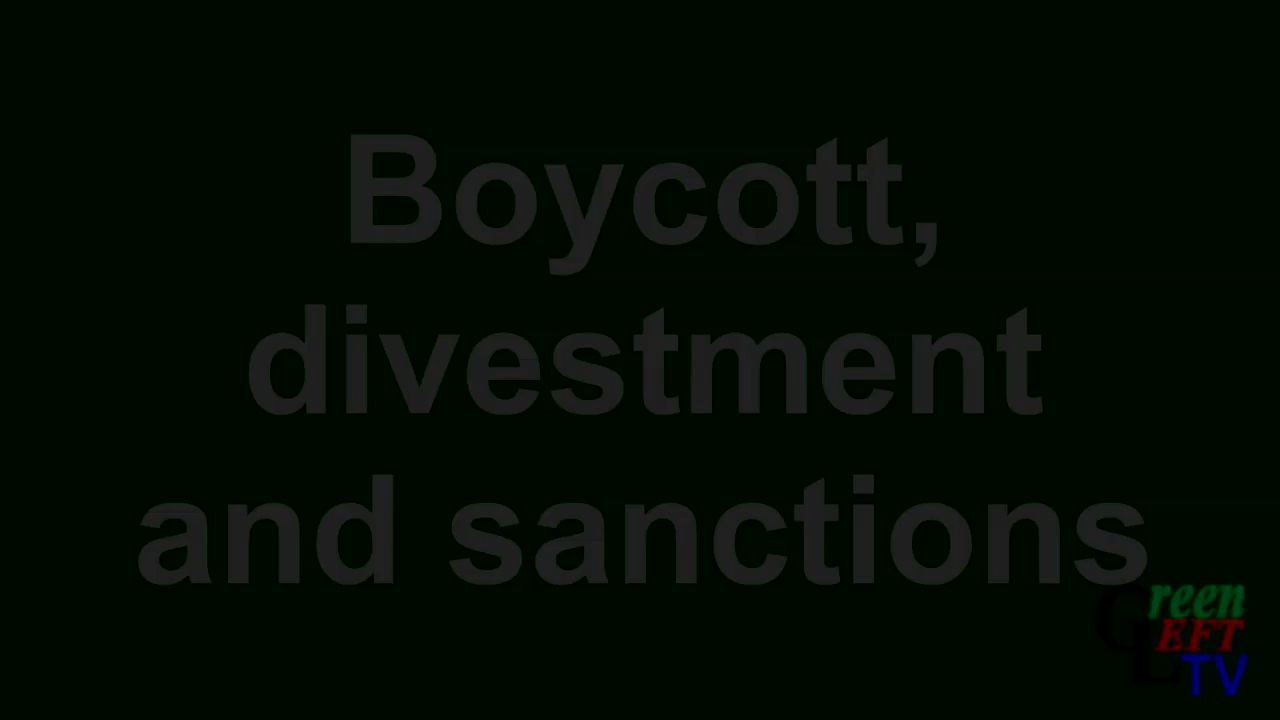 Boycott,
divestment
and sanctions
Green
LEFT
TV